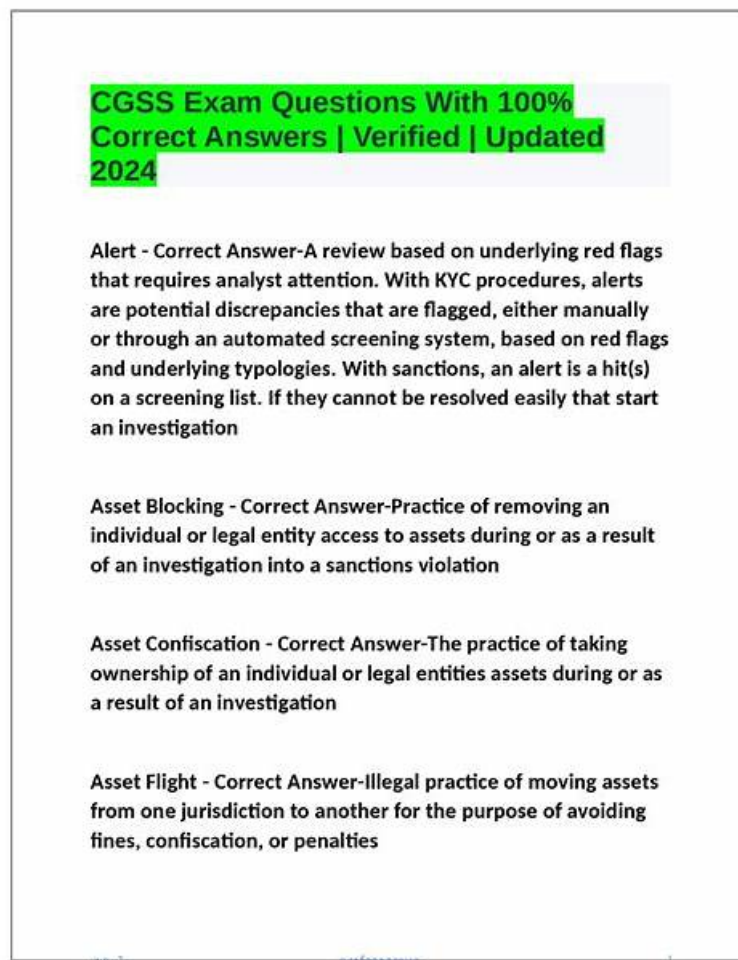 CGSS Exam Questions With 100%
Correct Answers | Verified | Updated
2024
Alert - Correct Answer-A review based on underlying red flags
that requires analyst attention. With KYC procedures, alerts
are potential discrepancies that are flagged, either manually
or through an automated screening system, based on red flags
and underlying typologies. With sanctions, an alert is a hit(s)
on a screening list. If they cannot be resolved easily that start
an investigation
Asset Blocking - Correct Answer-Practice of removing an
individual or legal entity access to assets during or as a result
of an investigation into a sanctions violation
Asset Confiscation - Correct Answer-The practice of taking
ownership of an individual or legal entities assets during or as
a result of an investigation
Asset Flight - Correct Answer-Illegal practice of moving assets
from one jurisdiction to another for the purpose of avoiding
fines, confiscation, or penalties